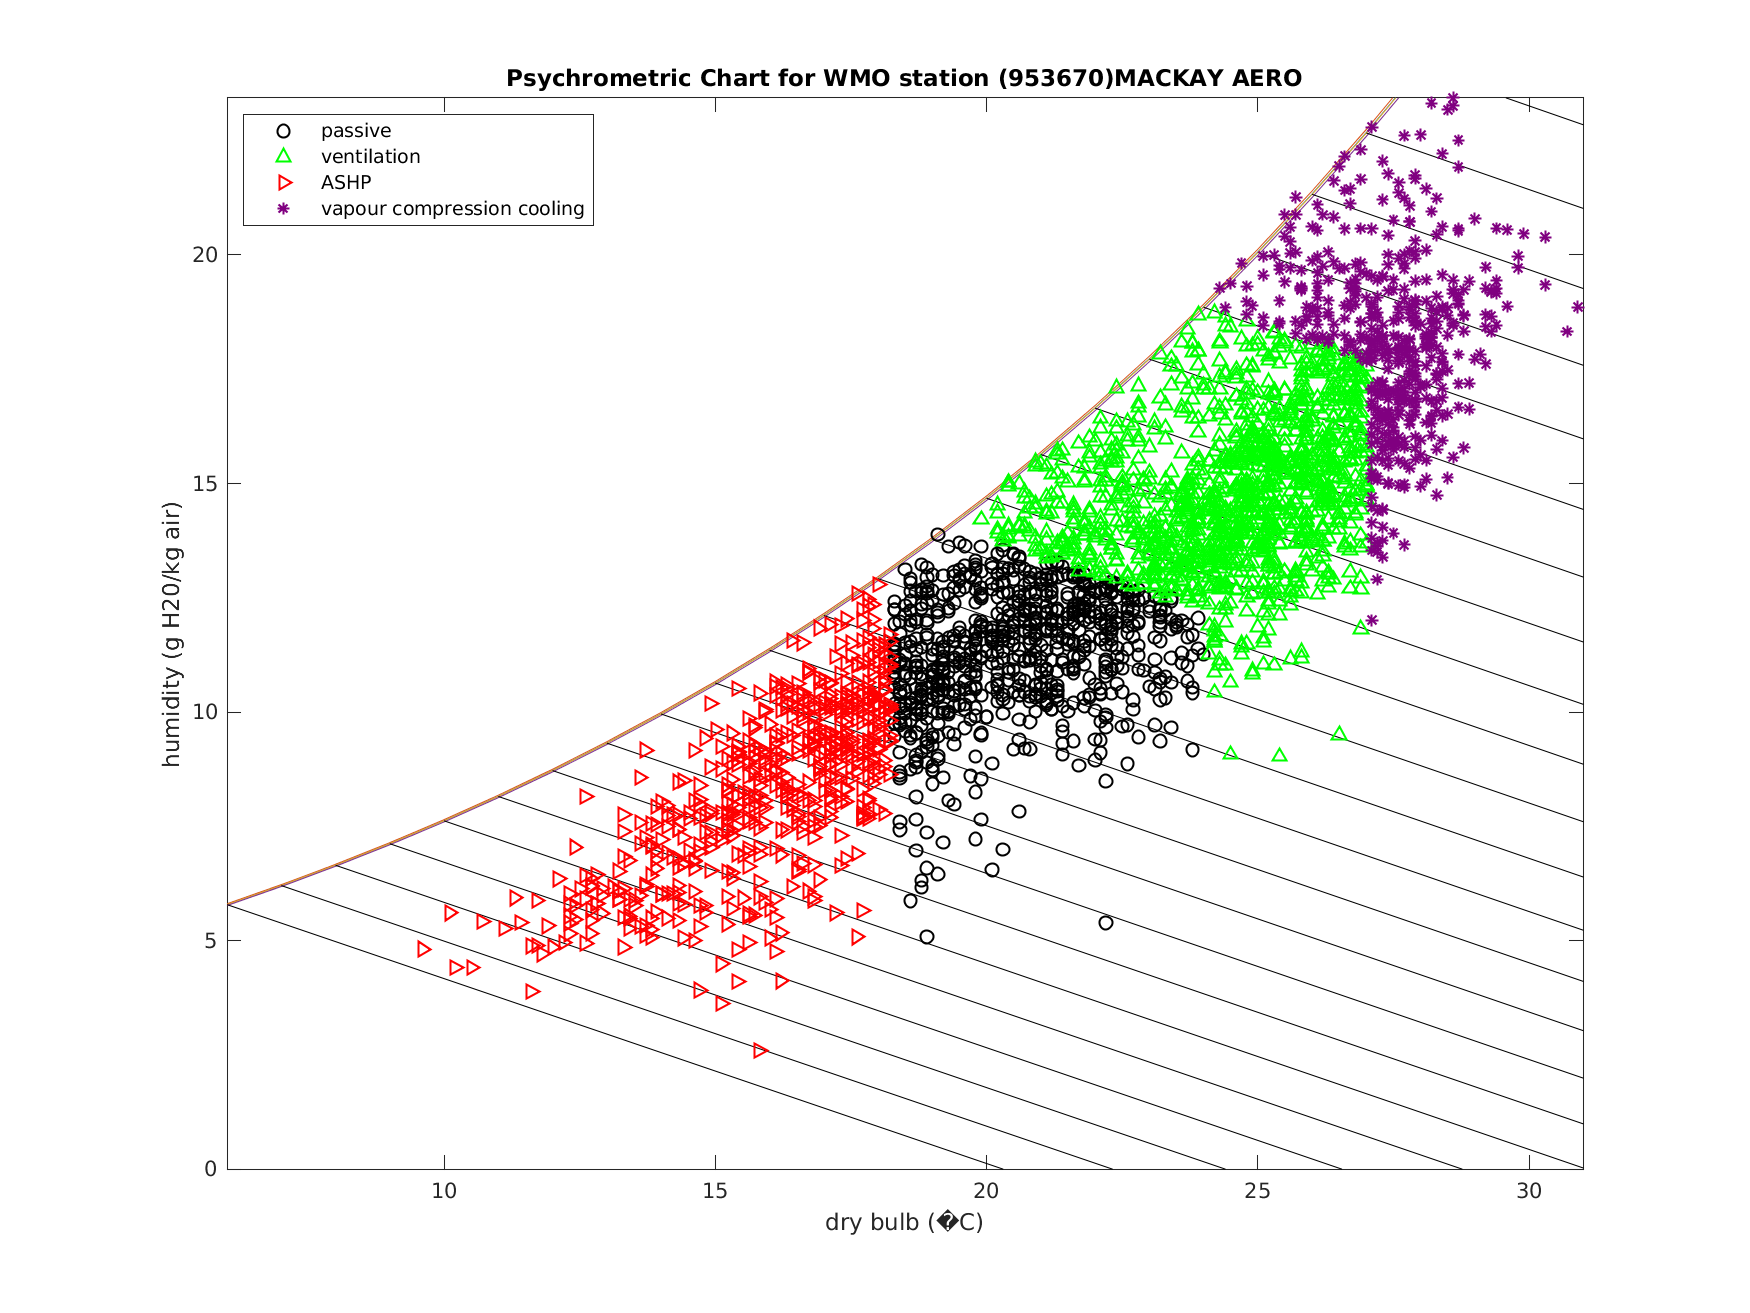 Psychrometric Chart for WMO station (953670)MACKAY AERO
passive
ventilation
ASHP
vapour compression cooling
20
15
10
5
0
humidity (g H20/kg air)
10 15 20 25 30
dry bulb (�C)